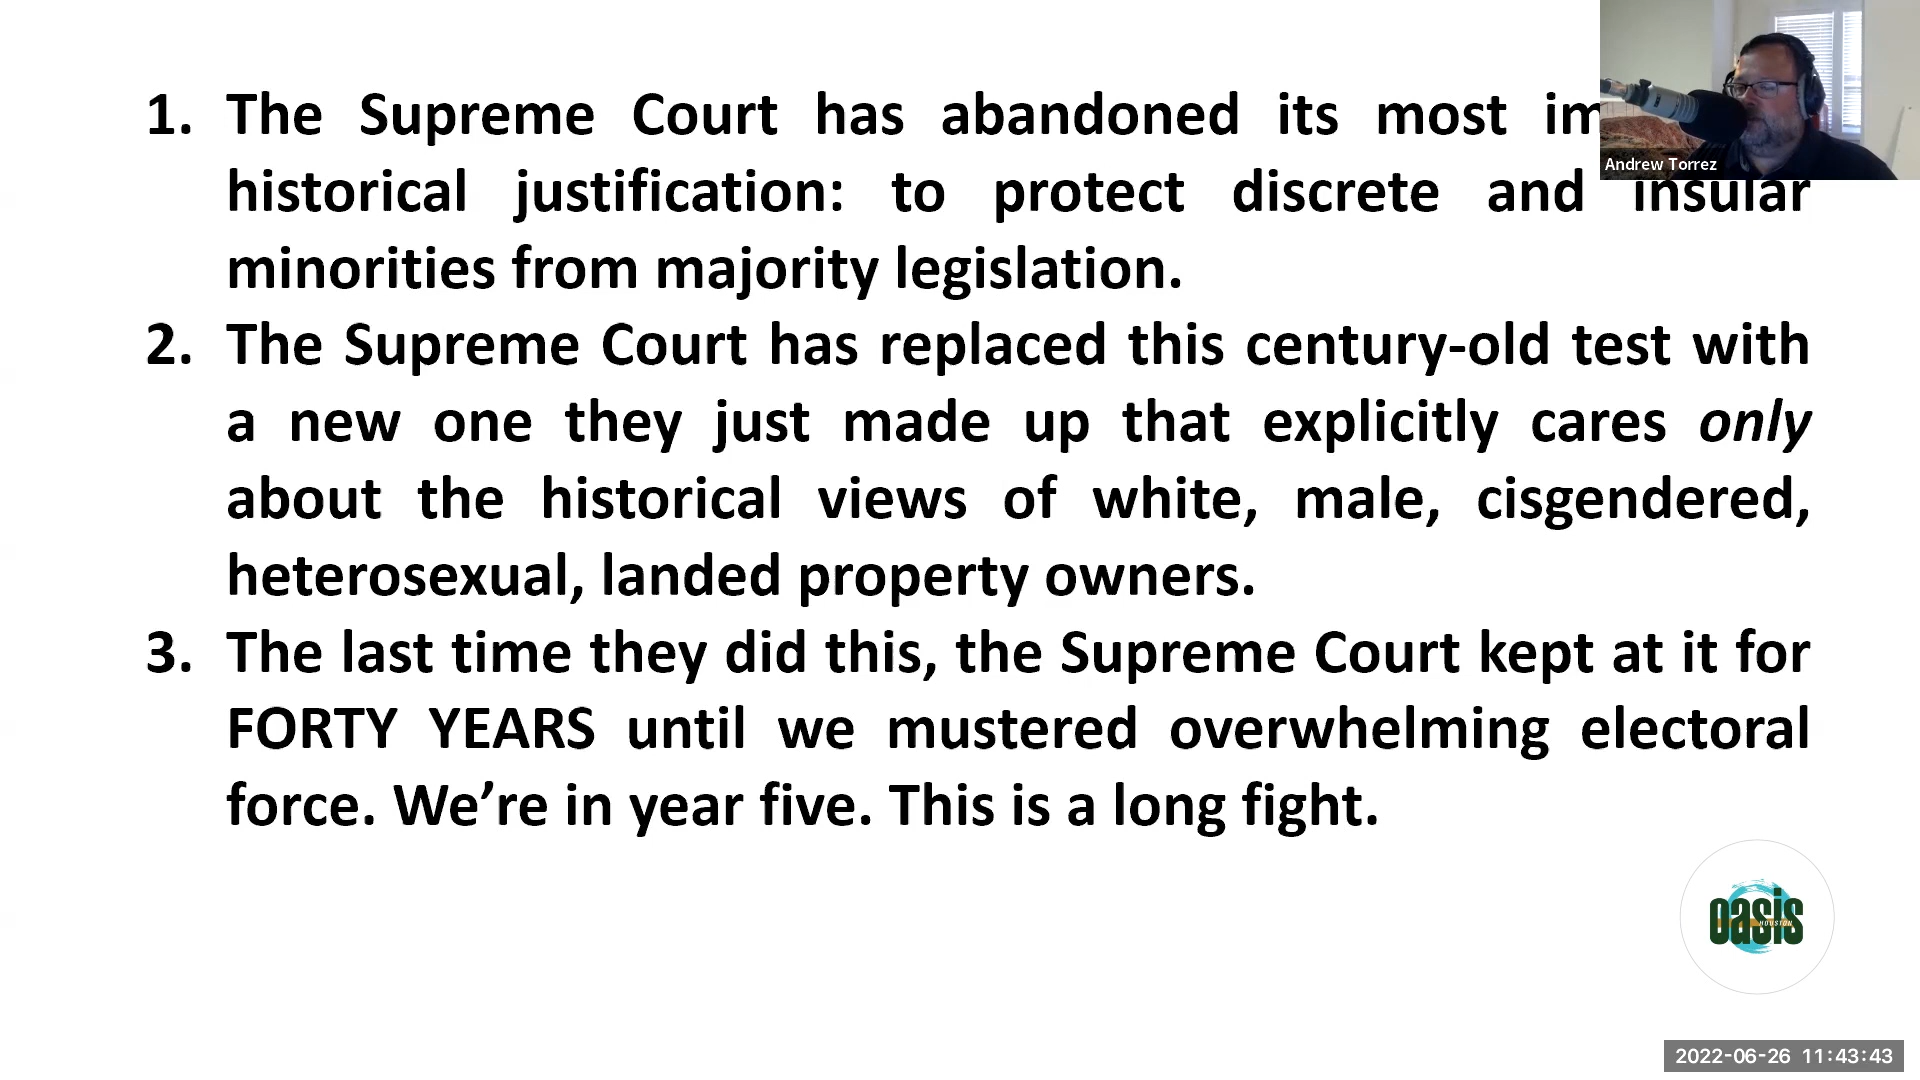 1. The Supreme Court has abandoned its most
historical justification: to protect discrete and insular
minorities from majority legislation.
2. The Supreme Court has replaced this century-old test with
a new one they just made up that explicitly cares only
about the historical views of white, male, cisgendered,
heterosexual, landed property owners.
3. The last time they did this, the Supreme Court kept at it for
FORTY YEARS until we mustered overwhelming electoral
force. We’re in year five. This is a long fight.
Andrew Torrez
oasis
HOUSTON
2022-06-26 11:43:43